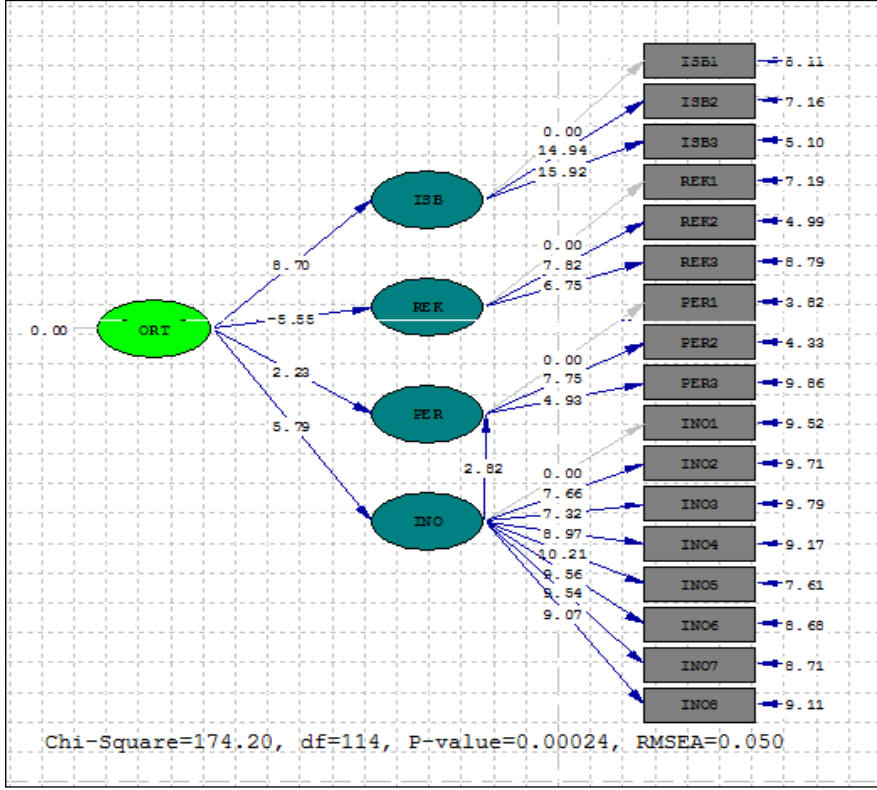 ISB1
ISB2 7.16
0.00
14.94
ISB3 5.10
15.92
REK1 7.19
ISB
REK2 4.99
0.00
7.82
REK3 8.79
8.70
6.75
PER1 3.82
REK
ORT
0.00
PER2 4.33
0.00
2.23
7.75
PER3 9.86
4.93
PER
INO1 9.52
5.79
2.82
0.00
INO2 9.71
7.66
INO3 9.79
7.32
INO
8.97
INO4 9.17
10.21
9.56
INO5 7.61
9.54
9.07
INO6 8.68
INO7 8.71
INO8 9.11
Chi-Square=174.20, df=114, P-value=0.00024, RMSEA=0.050